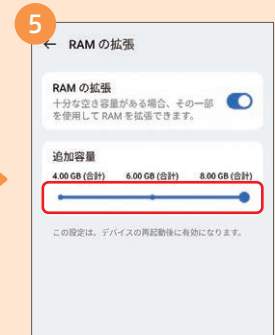 5
← RAM の拡張
RAM の拡張
十分な空き容量がある場合、その一部
を使用して RAM を拡張できます。
追加容量
4.00 GB (合計) 6.00 GB (合計) 8.00 GB (合計)
この設定は、デバイスの再起動後に有効になります。